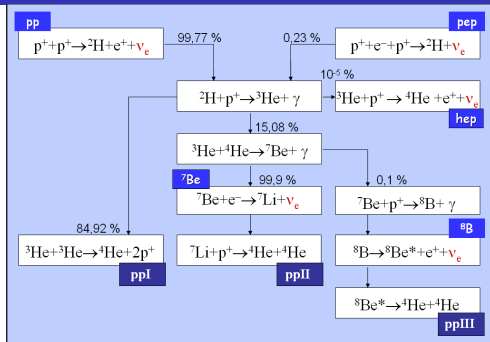 pp
pep
p⁺+p⁺→²H+e⁺+νₑ
99,77 %
0,23 %
p⁺+e⁻+p⁺→²H+νₑ
10⁻⁵ %
²H+p⁺→³He+ γ
³He+p⁺→ ⁴He +e⁺+νₑ
hep
15,08 %
³He+⁴He→⁷Be+ γ
⁷Be
99,9 %
0,1 %
⁷Be+e⁻→⁷Li+νₑ
⁷Be+p⁺→⁸B+ γ
84,92 %
⁸B
³He+³He→⁴He+2p⁺
⁷Li+p⁺→⁴He+⁴He
⁸B→⁸Be*+e⁺+νₑ
ppI
ppII
⁸Be*→⁴He+⁴He
ppIII